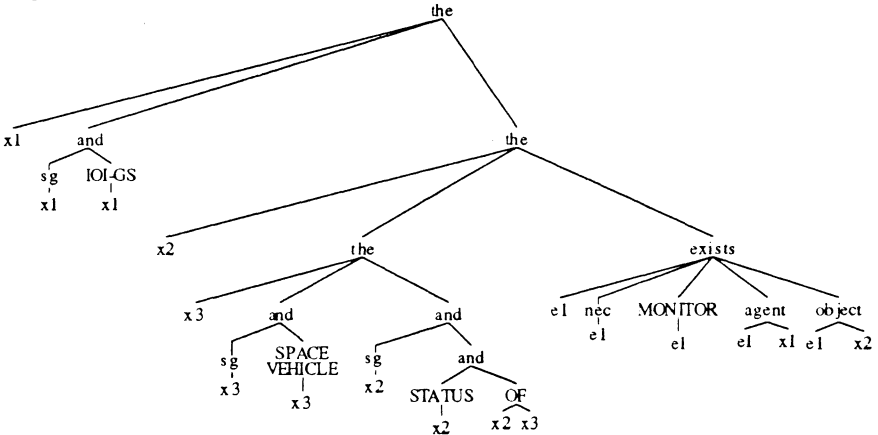 the
x1 and the
sg IOI-GS
x1 x1
x2 the exists
x3 and and e1 nec MONITOR agent object
e1 e1 e1 x1 e1 x2
sg SPACE VEHICLE sg and
x3 x3 x2 STATUS OF
x2 x2 x3